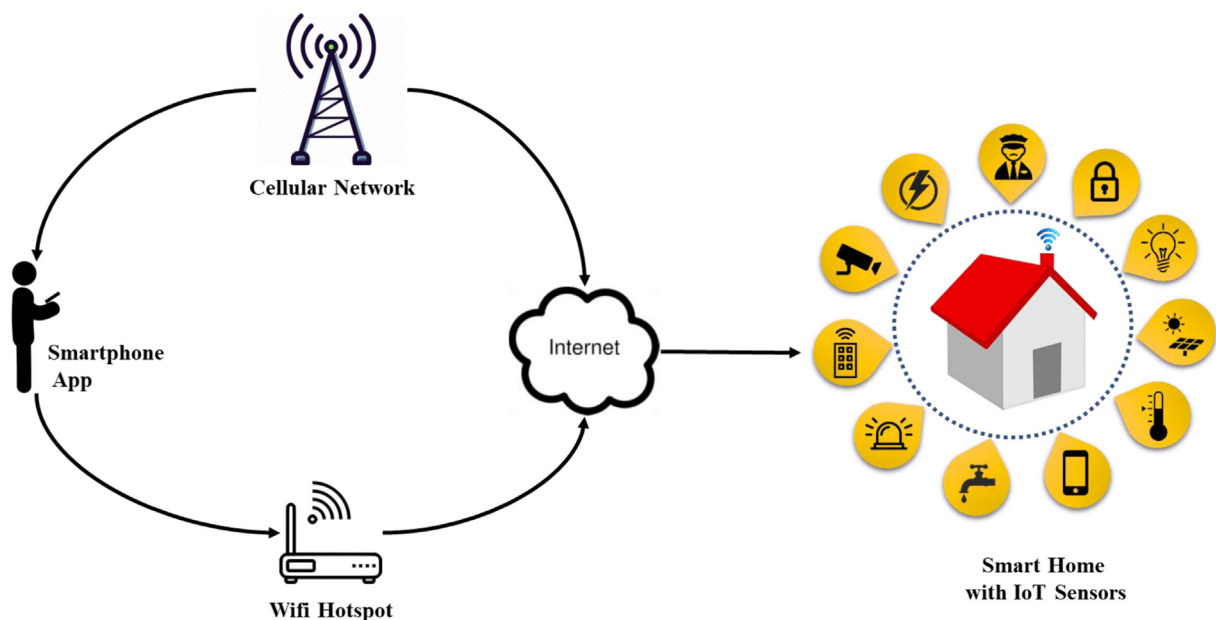 Cellular Network
Smartphone
App
Internet
Wifi Hotspot
Smart Home
with IoT Sensors